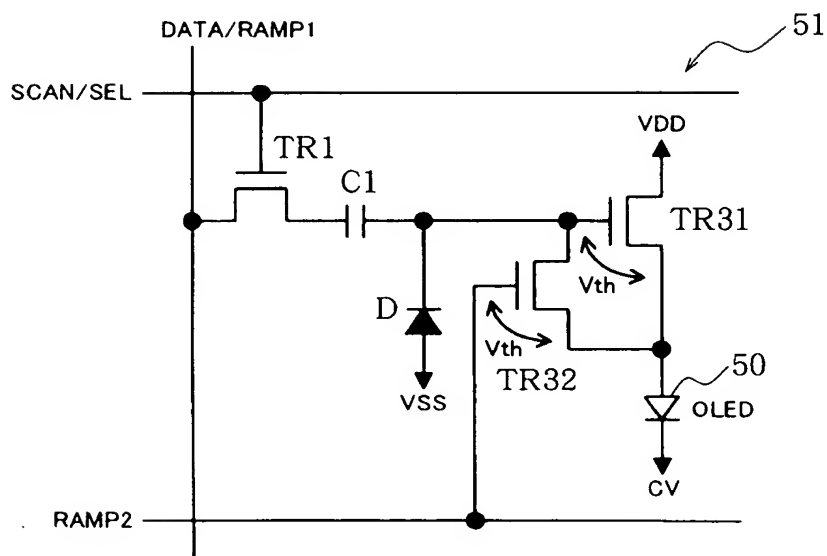 DATA/RAMP1
51
SCAN/SEL
VDD
TR1
C1
TR31
Vth
D
Vth
TR32
50
VSS
OLED
CV
RAMP2